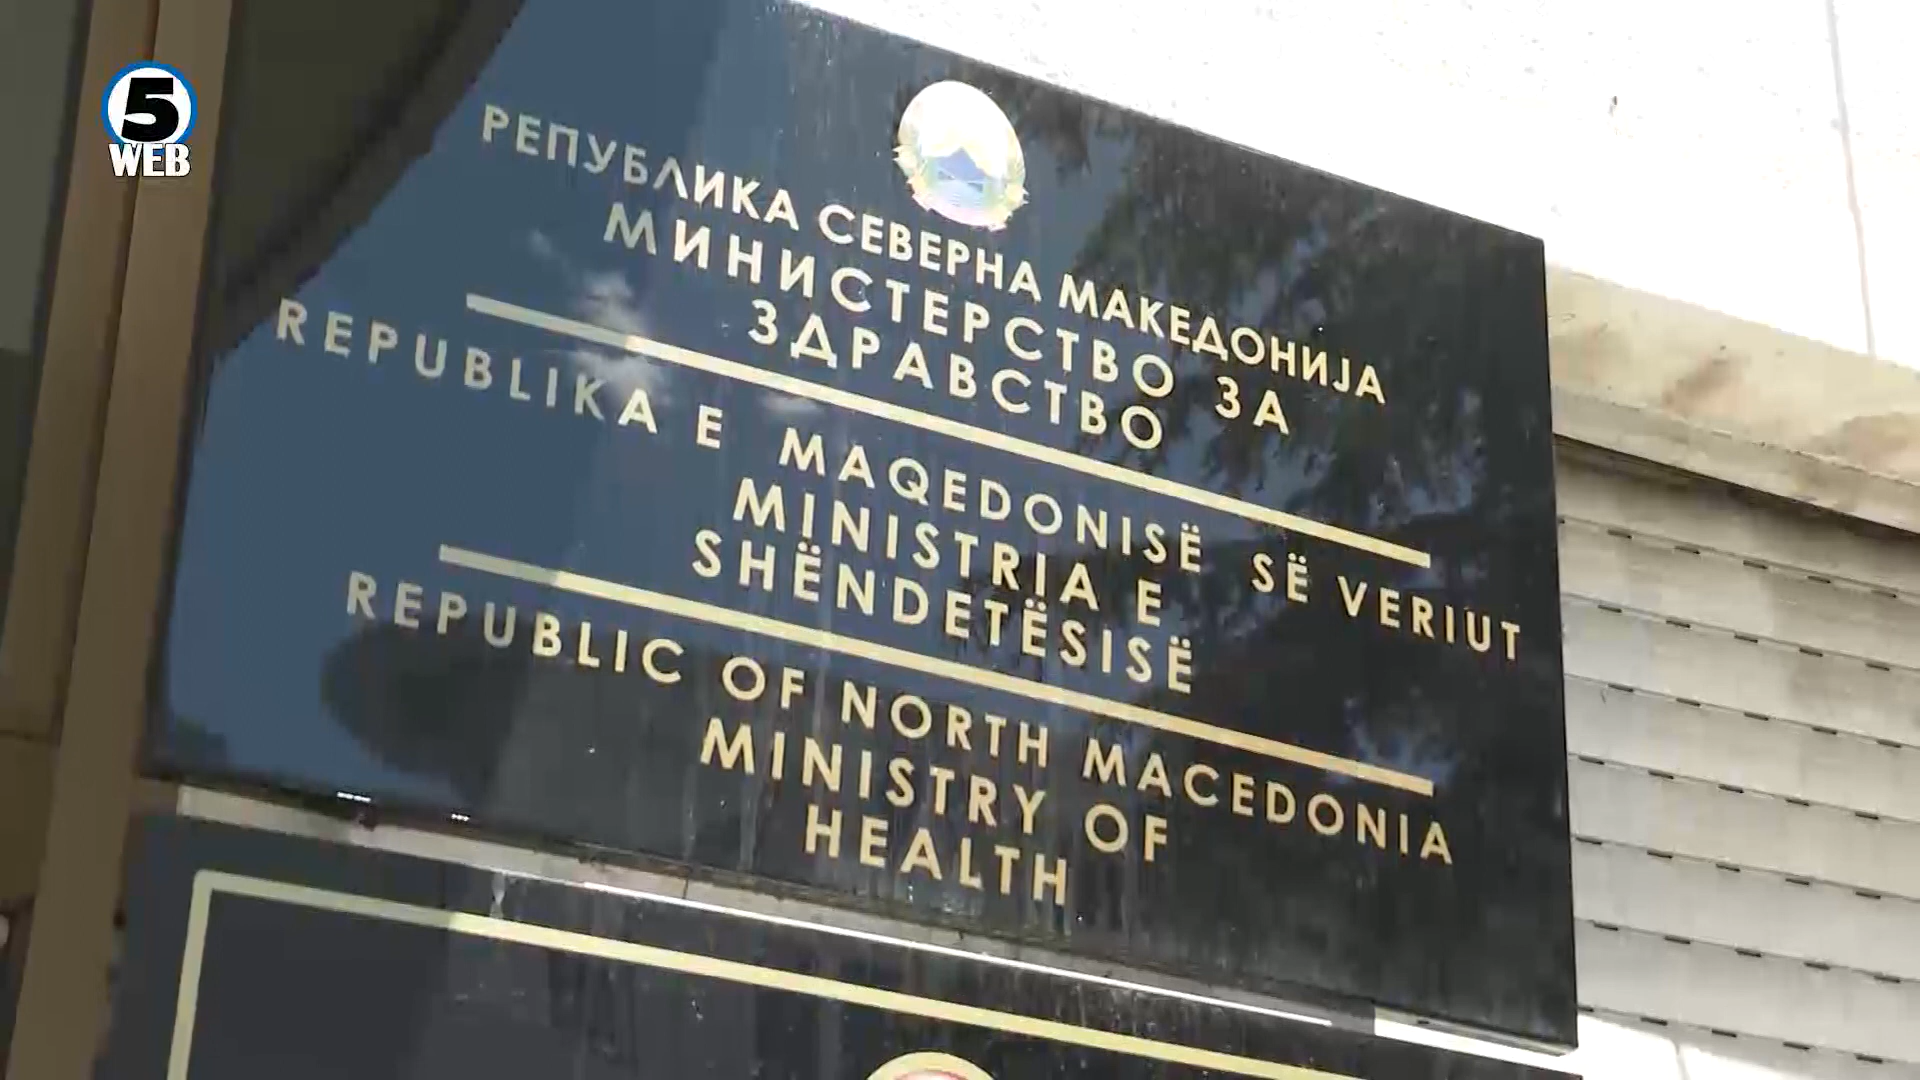 5
WEB
РЕПУБЛИКА СЕВЕРНА МАКЕДОНИЈА
МИНИСТЕРСТВО ЗА
ЗДРАВСТВО
REPUBLIKA E MAQEDONISË SË VERIUT
MINISTRIA E
SHËNDETËSISË
REPUBLIC OF NORTH MACEDONIA
MINISTRY OF
HEALTH